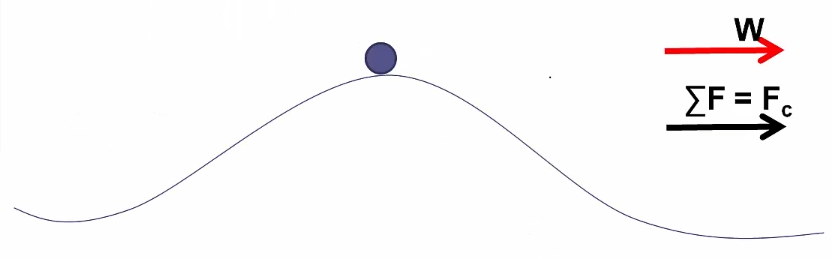 W
∑F = Fc